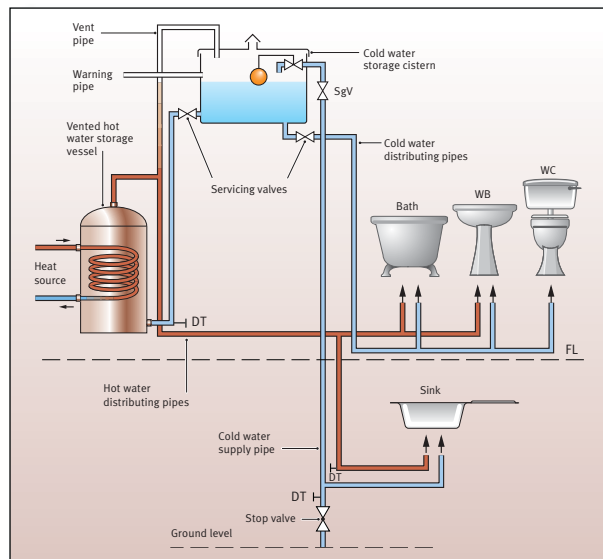 Vent
pipe
Cold water
storage cistern
Warning
pipe
SgV
Vented hot
water storage
vessel
Servicing valves
Cold water
distributing pipes
Bath
WB
WC
Heat
source
DT
FL
Hot water
distributing pipes
Sink
Cold water
supply pipe
DT
DT
Stop valve
Ground level